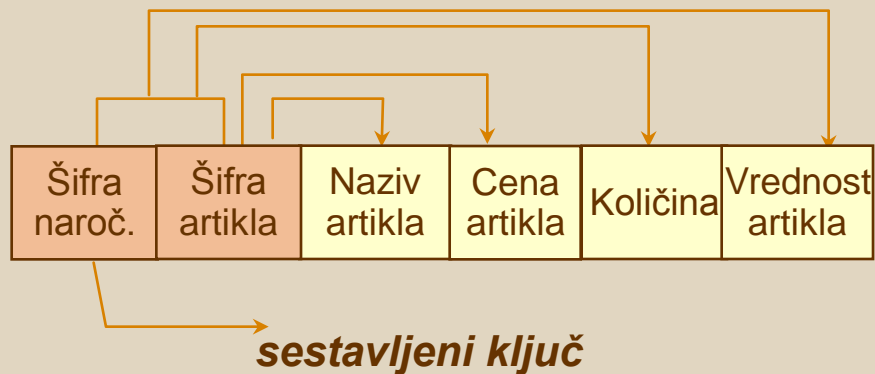 Šifra
naroč.
Šifra
artikla
Naziv
artikla
Cena
artikla
Količina
Vrednost
artikla
sestavljeni ključ